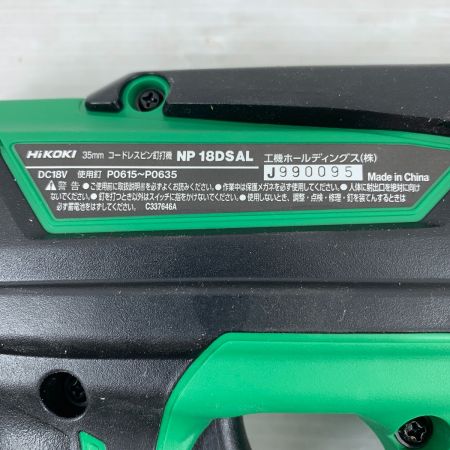 HiKOKI 35mm コードレスピン釘打機 NP 18DSAL 工機ホールディングス(株)
DC18V 使用釘 P0615～P0635 J990095
⚠警告 ●ご使用前に取扱説明書を必ずよくお読みください。●作業中は保護メガネを必ず使用してください。●人体に射出口を絶対に向け Made in China
ないでください。●釘を打つとき以外はスイッチに指をかけないでください。●使用しないとき、調整・点検・修理・釘を装てんするときは
必ず蓄電池をはずしてください。 C337646A